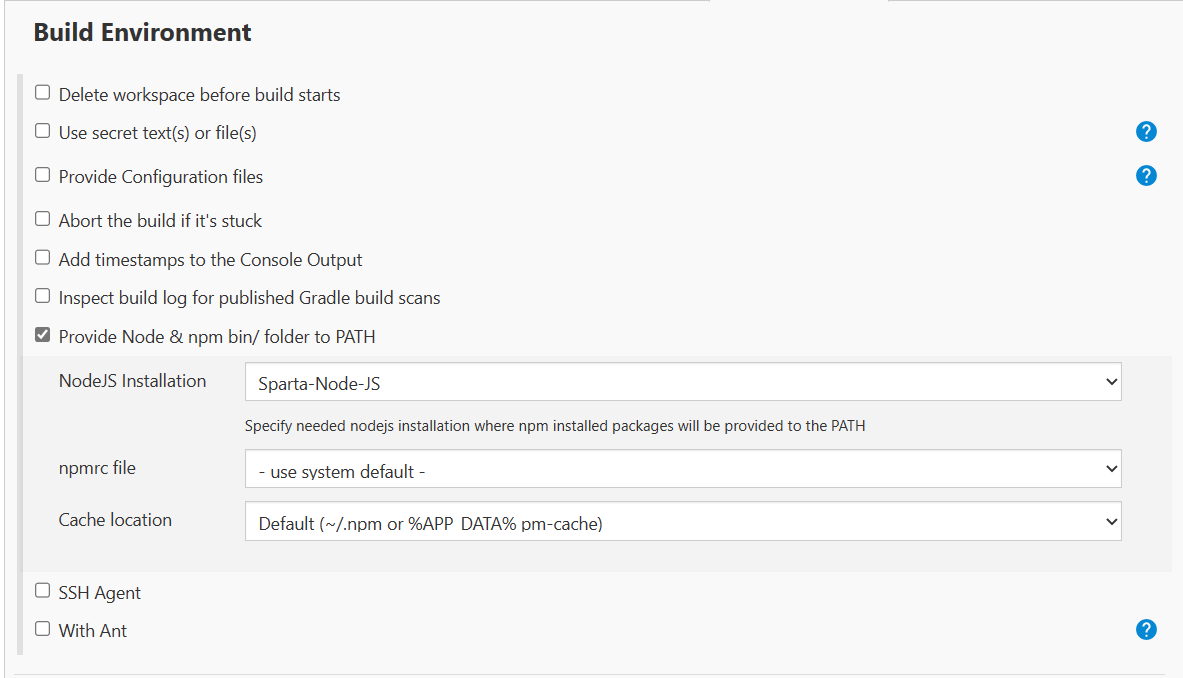 Build Environment
Delete workspace before build starts
Use secret text(s) or file(s)
?
Provide Configuration files
?
Abort the build if it's stuck
Add timestamps to the Console Output
Inspect build log for published Gradle build scans
Provide Node & npm bin/ folder to PATH
NodeJS Installation
Sparta-Node-JS
Specify needed nodejs installation where npm installed packages will be provided to the PATH
npmrc file
- use system default -
Cache location
Default (~/.npm or %APP_DATA% pm-cache)
SSH Agent
With Ant
?